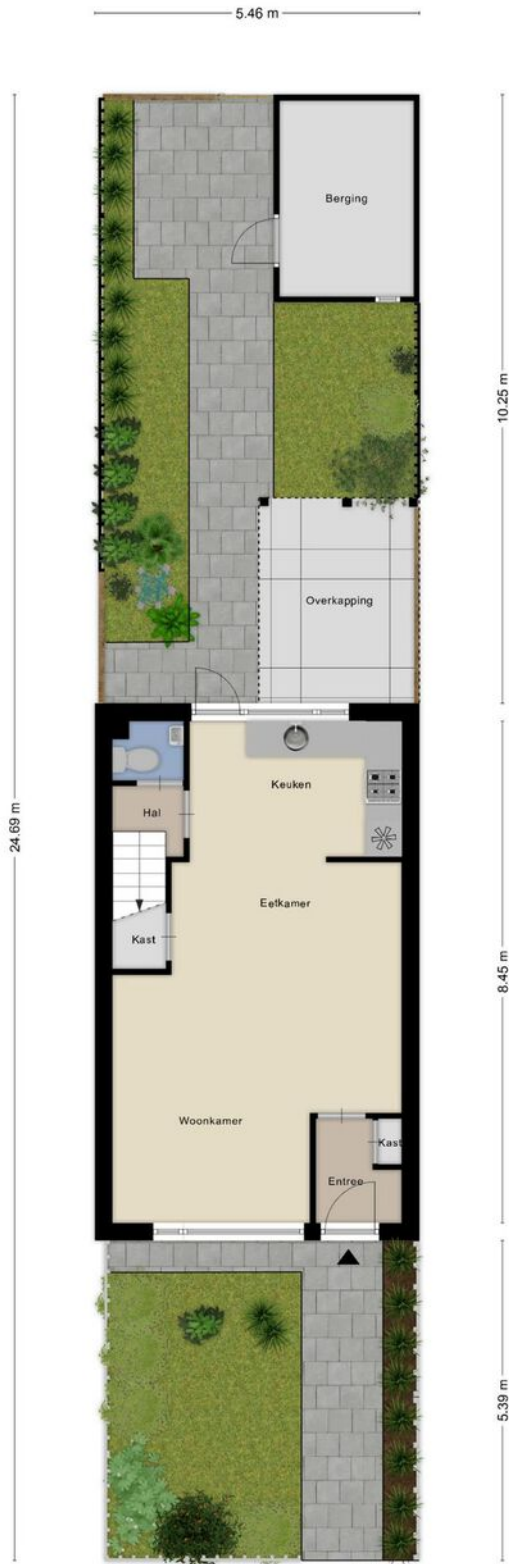 5.46 m
Berging
10.25 m
Overkapping
24.69 m
Keuken
Hal
Eetkamer
Kast
8.45 m
Woonkamer
Kast
Entree
5.39 m